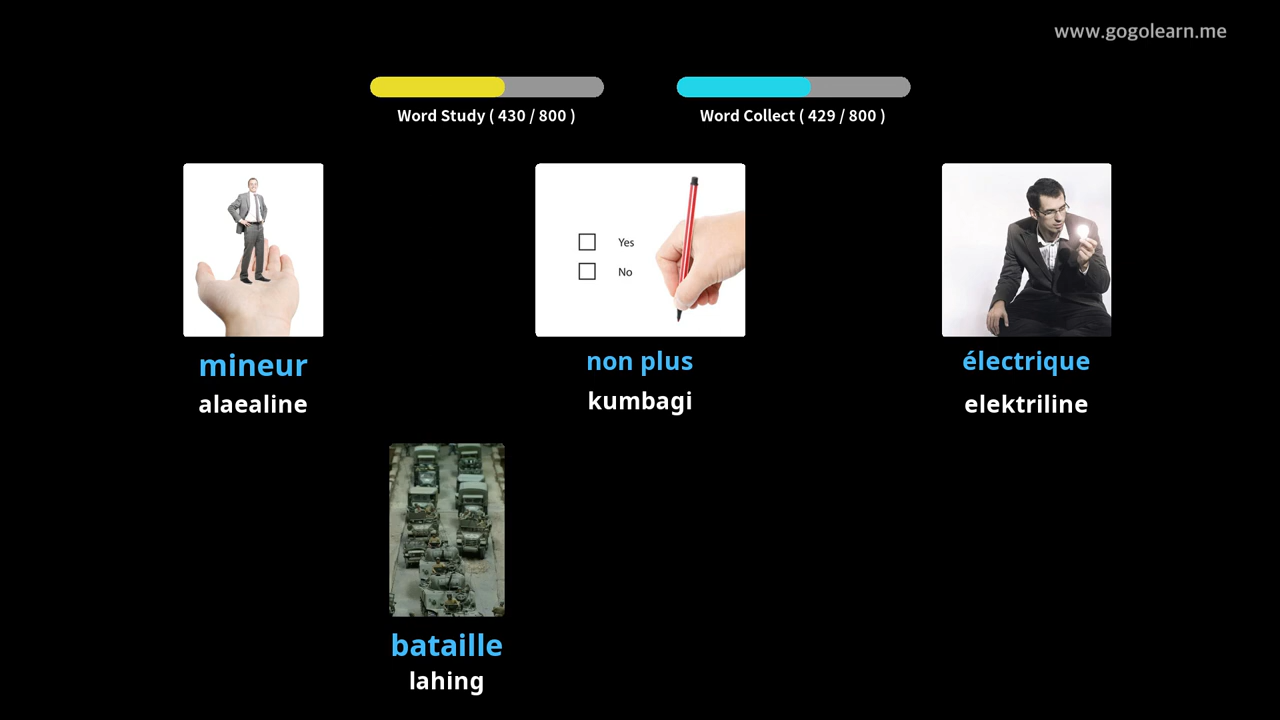 www.gogolearn.me
Word Study ( 430 / 800 )
Word Collect ( 429 / 800 )
Yes
No
mineur
alaealine
non plus
kumbagi
électrique
elektriline
bataille
lahing